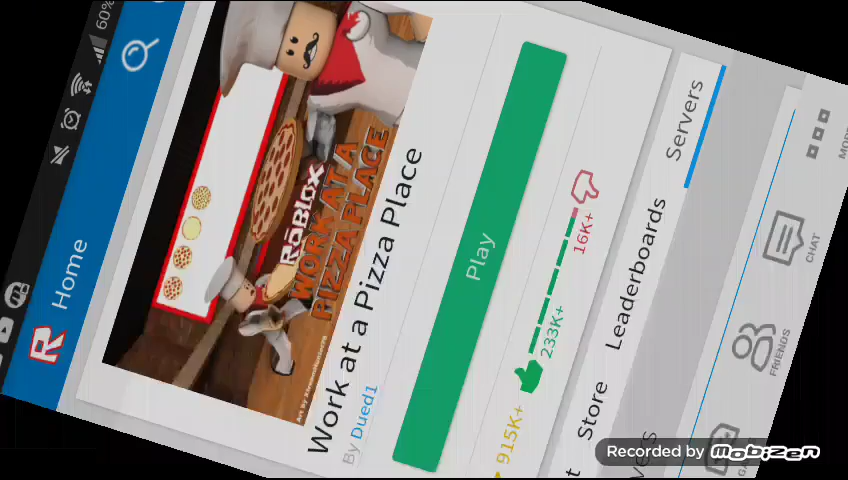 60%
Home
ROBLOX
WORK AT A
PIZZA PLACE
Work at a Pizza Place
By Dued1
Play
915K+
233K+
16K+
Store
Leaderboards
Servers
FRIENDS
CHAT
Recorded by
MOBIZEN